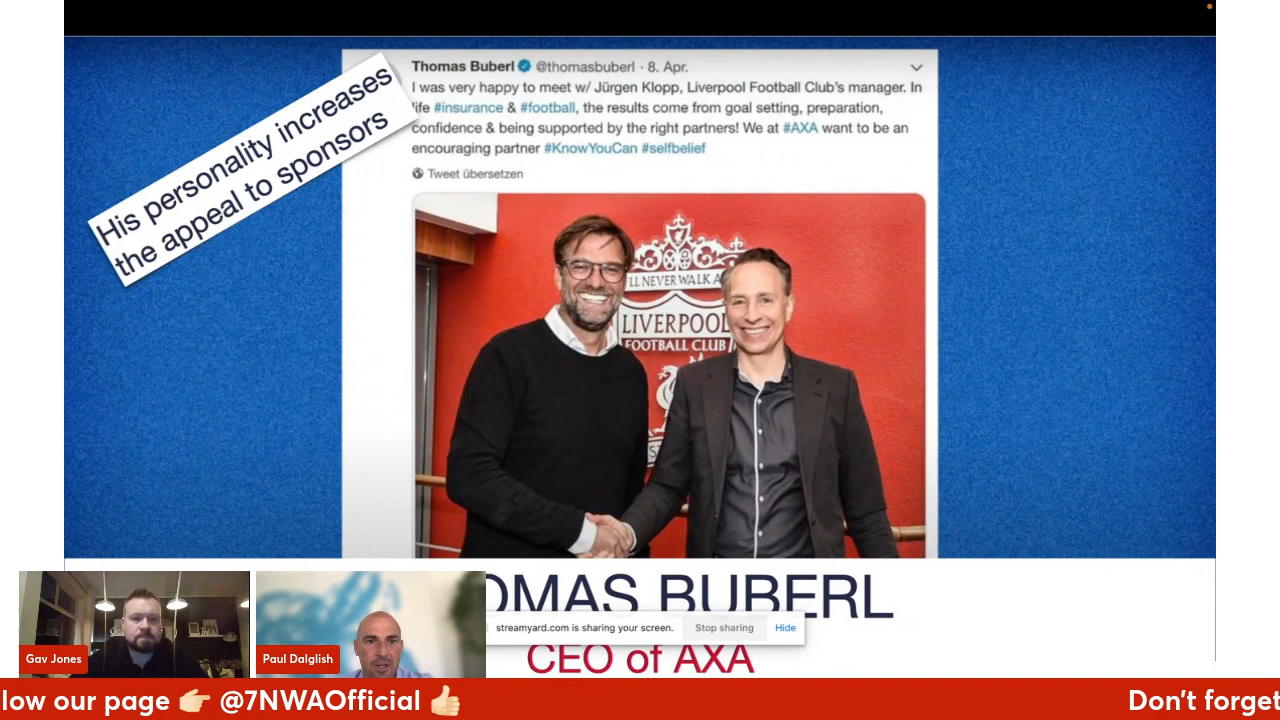 His personality increases
the appeal to sponsors
Thomas Buberl @thomasbuberl · 8. Apr.
I was very happy to meet w/ Jürgen Klopp, Liverpool Football Club's manager. In
life #insurance & #football, the results come from goal setting, preparation,
confidence & being supported by the right partners! We at #AXA want to be an
encouraging partner #KnowYouCan #selfbelief
Tweet übersetzen
'LL NEVER WALK A
LIVERPOOL
FOOTBALL CLUB
OMAS BUBERL
streamyard.com is sharing your screen. Stop sharing Hide
CEO of AXA
Gav Jones
Paul Dalglish
low our page 👉🏻 @7NWAOfficial 👍🏻
Don't forget